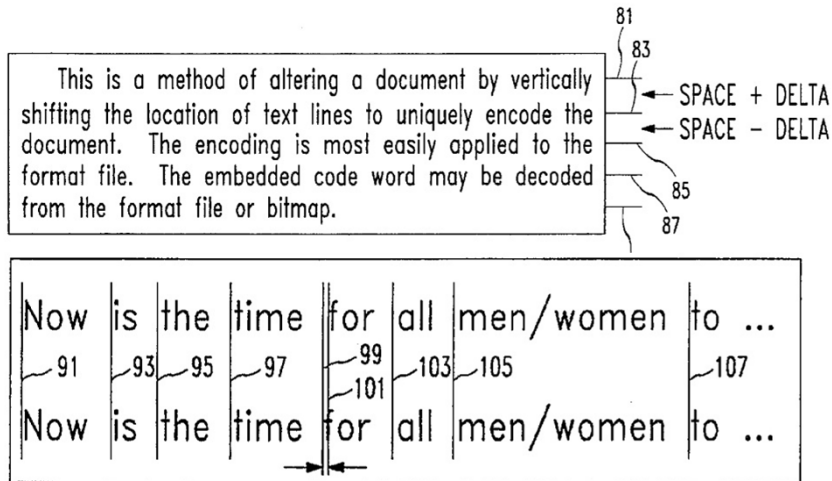 81
83
This is a method of altering a document by vertically
SPACE + DELTA
shifting the location of text lines to uniquely encode the
SPACE − DELTA
document. The encoding is most easily applied to the
format file. The embedded code word may be decoded
85
from the format file or bitmap.
87
Now is the time for all men/women to ...
91 93 95 97 99 103 105 107
101
Now is the time for all men/women to ...